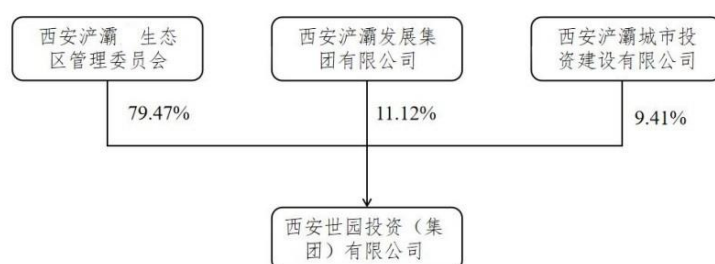 西安浐灞 生态
区管理委员会
西安浐灞发展集
团有限公司
西安浐灞城市投
资建设有限公司
79.47%
11.12%
9.41%
西安世园投资（集
团）有限公司